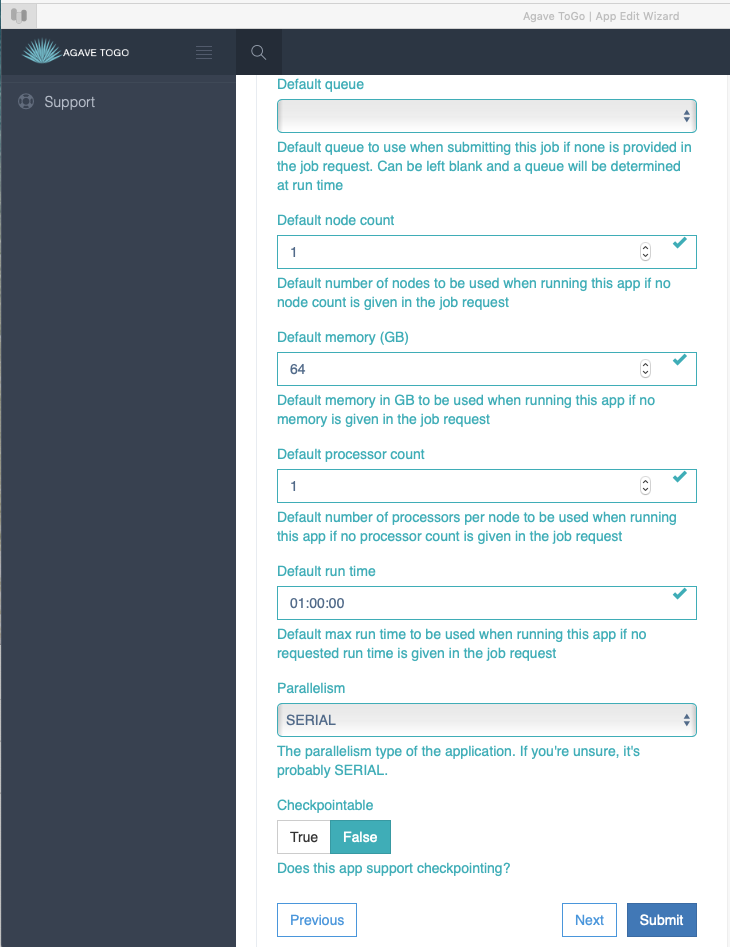 Agave ToGo | App Edit Wizard
AGAVE TOGO
Support
Default queue
Default queue to use when submitting this job if none is provided in
the job request. Can be left blank and a queue will be determined
at run time
Default node count
1
Default number of nodes to be used when running this app if no
node count is given in the job request
Default memory (GB)
64
Default memory in GB to be used when running this app if no
memory is given in the job request
Default processor count
1
Default number of processors per node to be used when running
this app if no processor count is given in the job request
Default run time
01:00:00
Default max run time to be used when running this app if no
requested run time is given in the job request
Parallelism
SERIAL
The parallelism type of the application. If you're unsure, it's
probably SERIAL.
Checkpointable
True False
Does this app support checkpointing?
Previous Next Submit